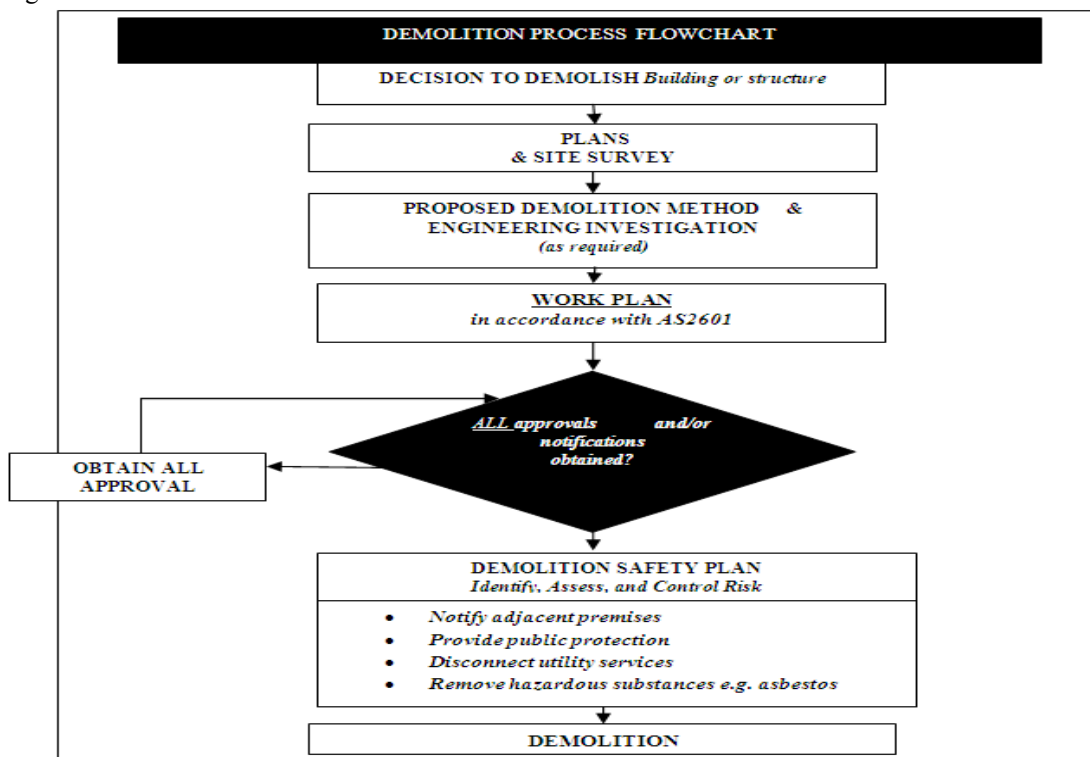 DEMOLITION PROCESS FLOWCHART
DECISION TO DEMOLISH Building or structure
PLANS
& SITE SURVEY
PROPOSED DEMOLITION METHOD &
ENGINEERING INVESTIGATION
(as required)
WORK PLAN
in accordance with AS2601
ALL approvals and/or
notifications
obtained?
OBTAIN ALL
APPROVAL
DEMOLITION SAFETY PLAN
Identify, Assess, and Control Risk
• Notify adjacent premises
• Provide public protection
• Disconnect utility services
• Remove hazardous substances e.g. asbestos
DEMOLITION